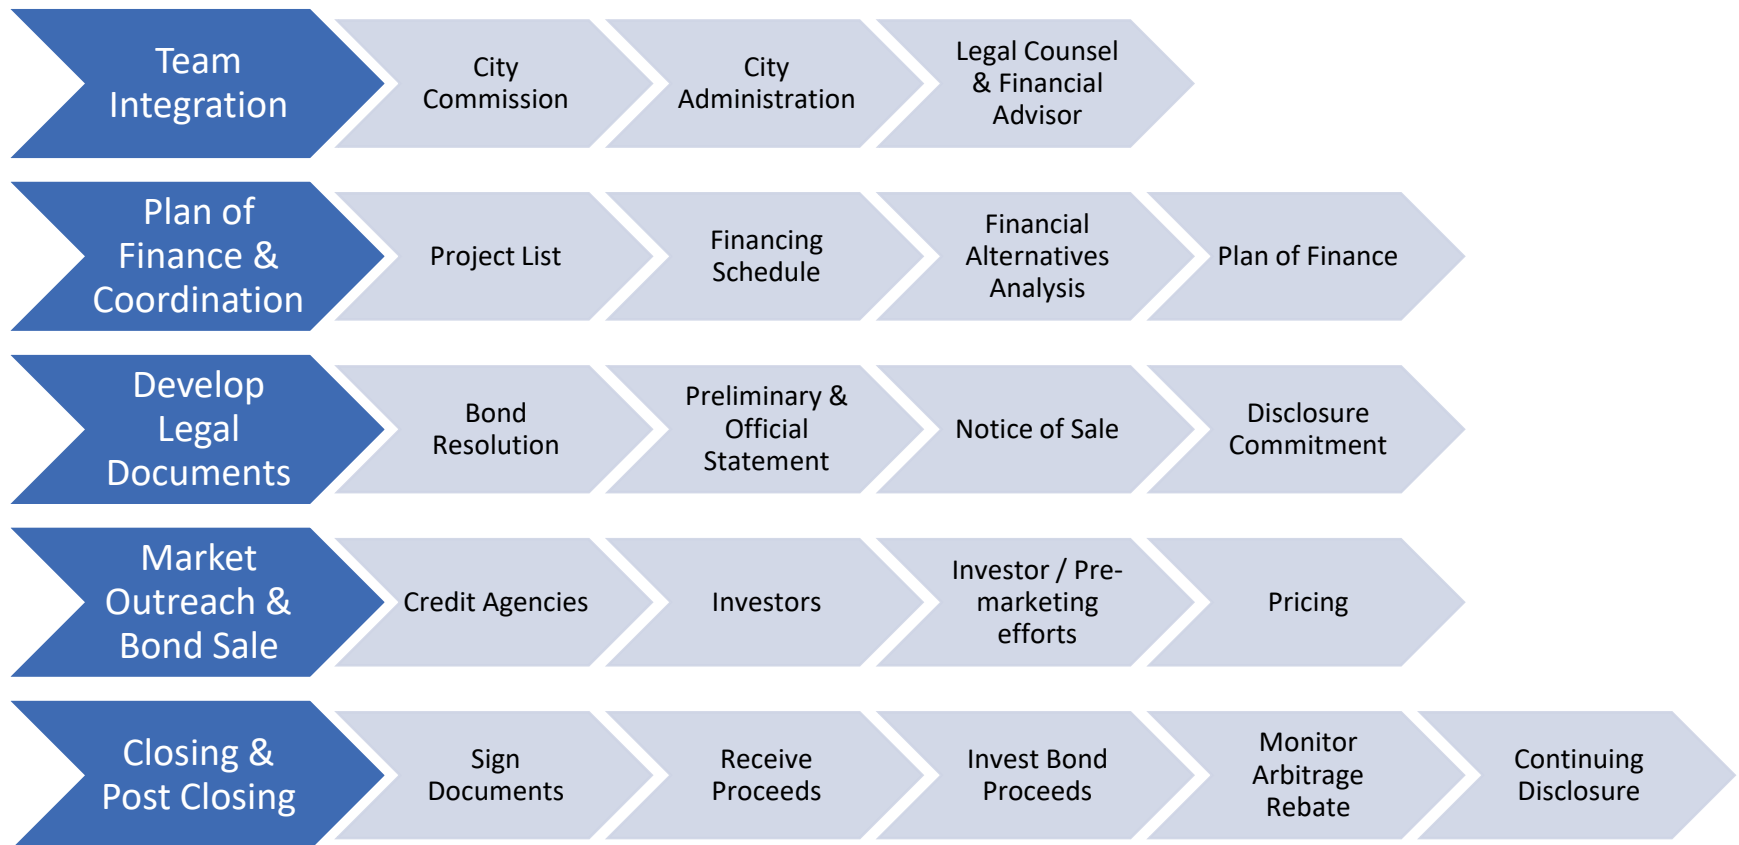 Team
Integration
City
Commission
City
Administration
Legal Counsel
& Financial
Advisor
Plan of
Finance &
Coordination
Project List
Financing
Schedule
Financial
Alternatives
Analysis
Plan of Finance
Develop
Legal
Documents
Bond
Resolution
Preliminary &
Official
Statement
Notice of Sale
Disclosure
Commitment
Market
Outreach &
Bond Sale
Credit Agencies
Investors
Investor / Pre-
marketing
efforts
Pricing
Closing &
Post Closing
Sign
Documents
Receive
Proceeds
Invest Bond
Proceeds
Monitor
Arbitrage
Rebate
Continuing
Disclosure